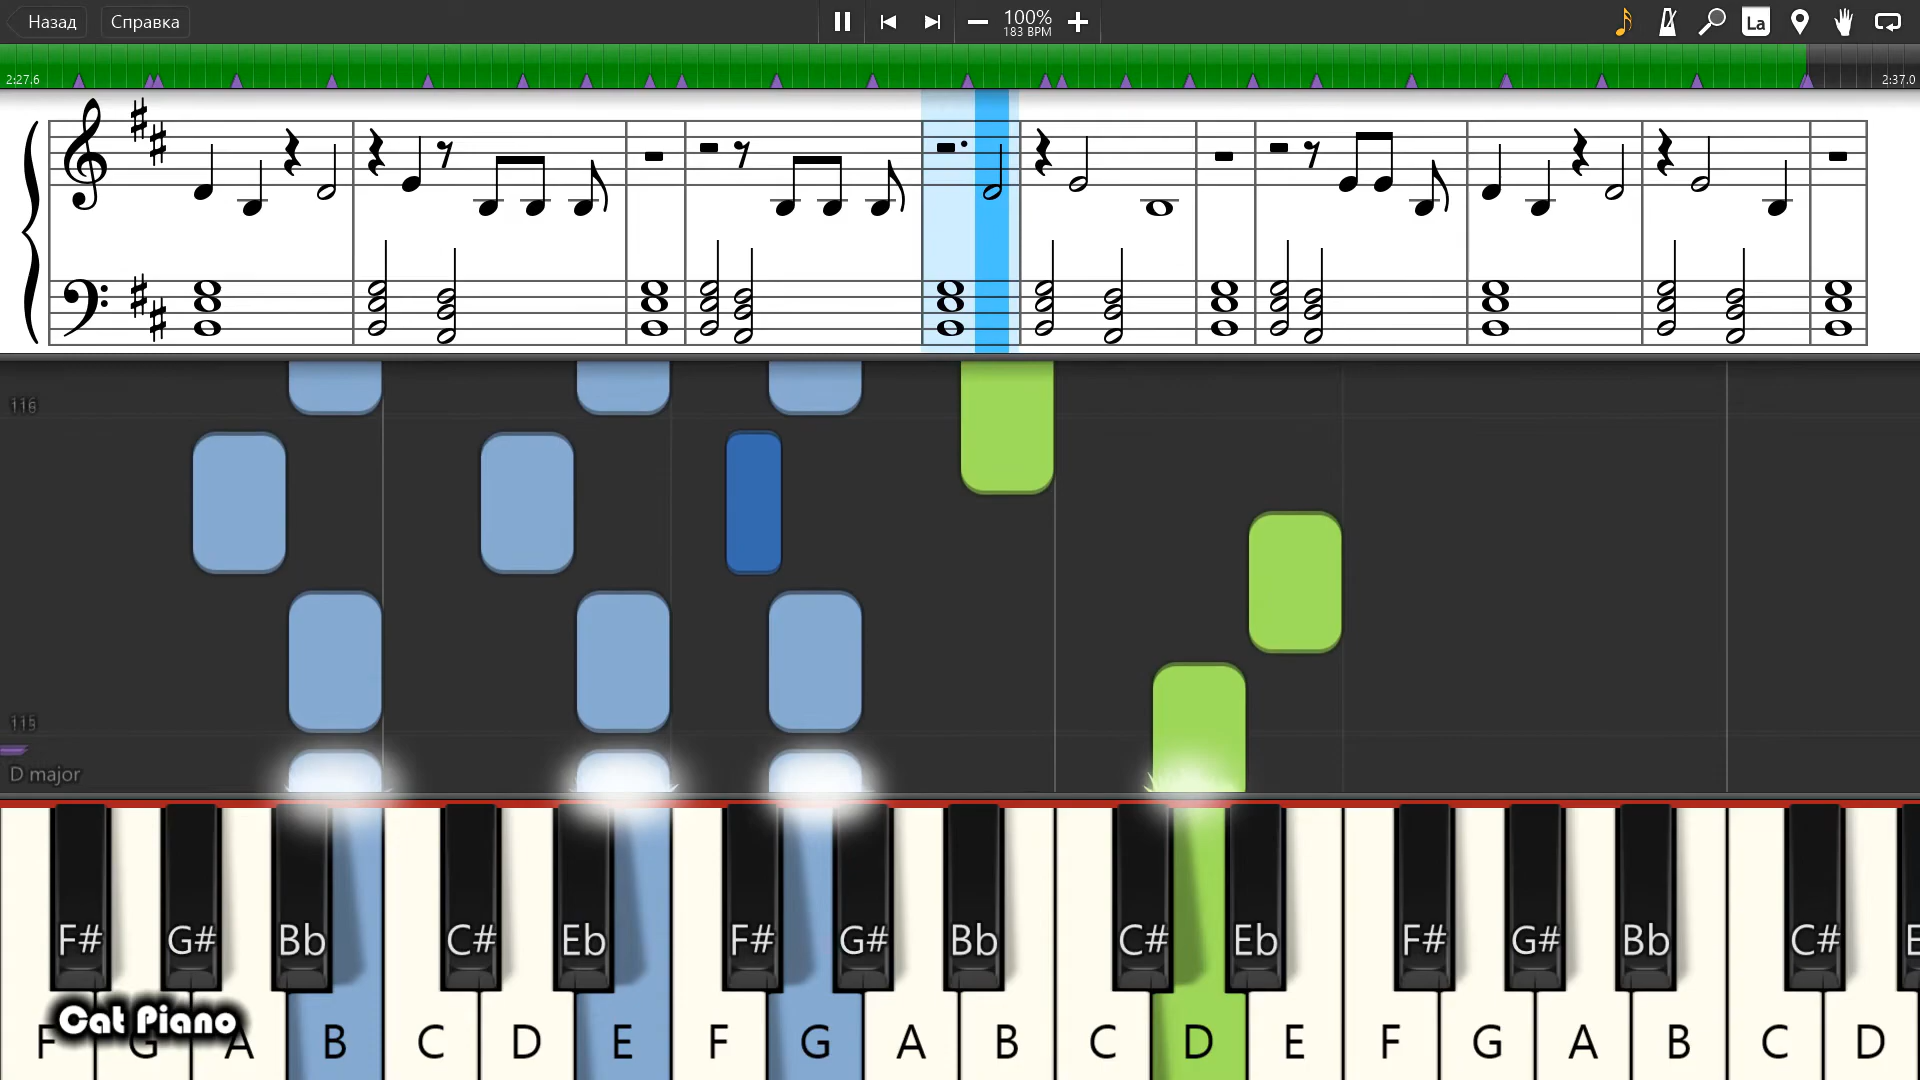 Назад
Справка
100%
183 BPM
La
2:27.6
2:37.0
116
115
D major
F# G# Bb C# Eb F# G# Bb C# Eb F# G# Bb C# E
Cat Piano
F G A B C D E F G A B C D E F G A B C D